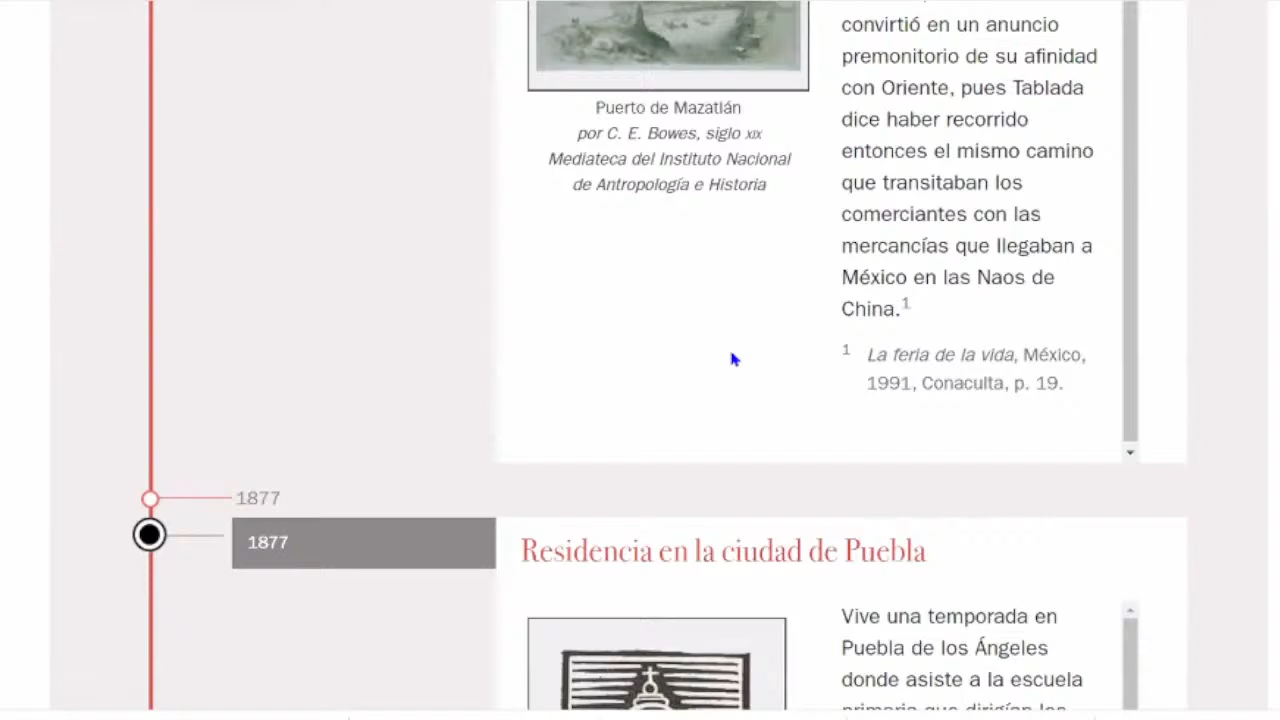 convirtió en un anuncio
premonitorio de su afinidad
con Oriente, pues Tablada
dice haber recorrido
entonces el mismo camino
que transitaban los
comerciantes con las
mercancías que llegaban a
México en las Naos de
China.1
1 La feria de la vida, México,
1991, Conaculta, p. 19.
Puerto de Mazatlán
por C. E. Bowes, siglo XIX
Mediateca del Instituto Nacional
de Antropología e Historia
1877
1877
Residencia en la ciudad de Puebla
Vive una temporada en
Puebla de los Ángeles
donde asiste a la escuela
primaria que dirigían los